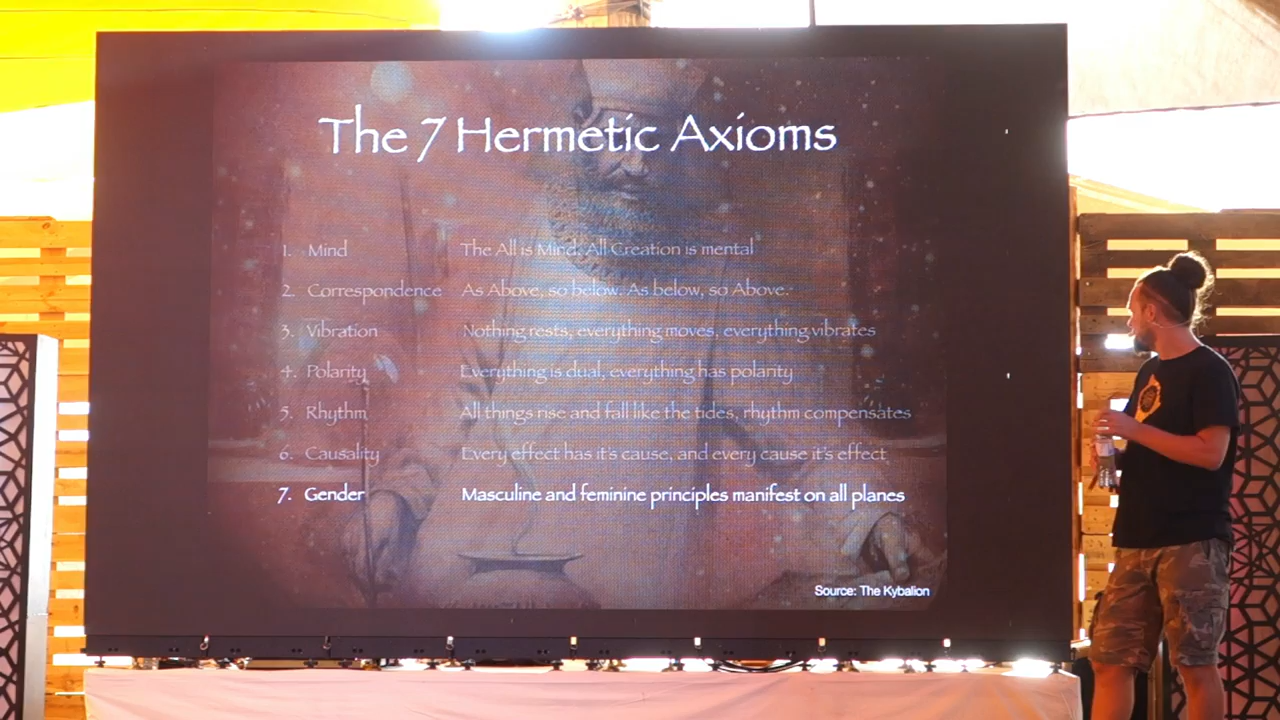 The 7 Hermetic Axioms
1. Mind The All is Mind; All Creation is mental
2. Correspondence As Above, so below. As below, so Above.
3. Vibration Nothing rests, everything moves, everything vibrates
4. Polarity Everything is dual, everything has polarity
5. Rhythm All things rise and fall like the tides, rhythm compensates
6. Causality Every effect has it's cause, and every cause it's effect
7. Gender Masculine and feminine principles manifest on all planes
Source: The Kybalion